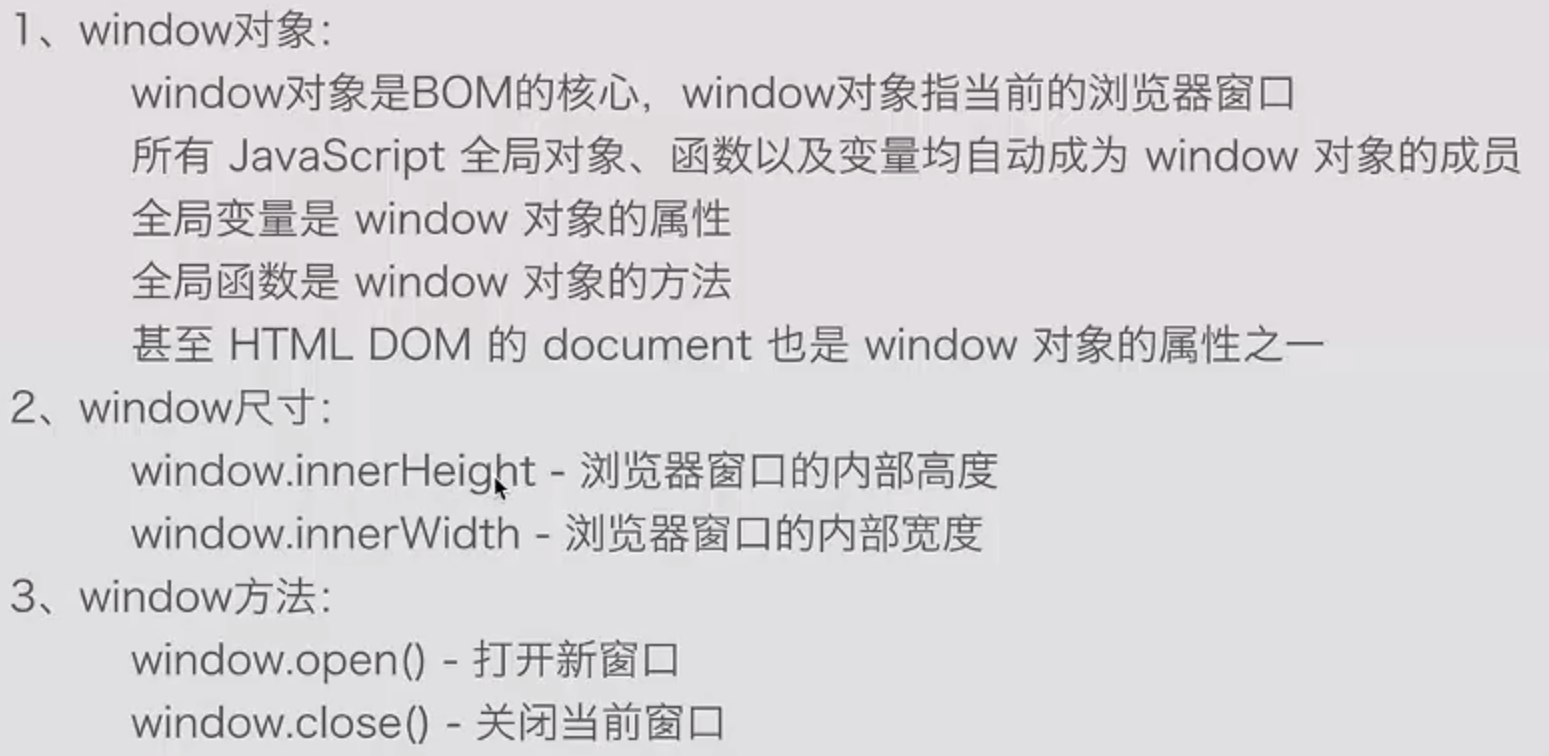 1、window对象：
window对象是BOM的核心，window对象指当前的浏览器窗口
所有 JavaScript 全局对象、函数以及变量均自动成为 window 对象的成员
全局变量是 window 对象的属性
全局函数是 window 对象的方法
甚至 HTML DOM 的 document 也是 window 对象的属性之一
2、window尺寸：
window.innerHeight - 浏览器窗口的内部高度
window.innerWidth - 浏览器窗口的内部宽度
3、window方法：
window.open() - 打开新窗口
window.close() - 关闭当前窗口